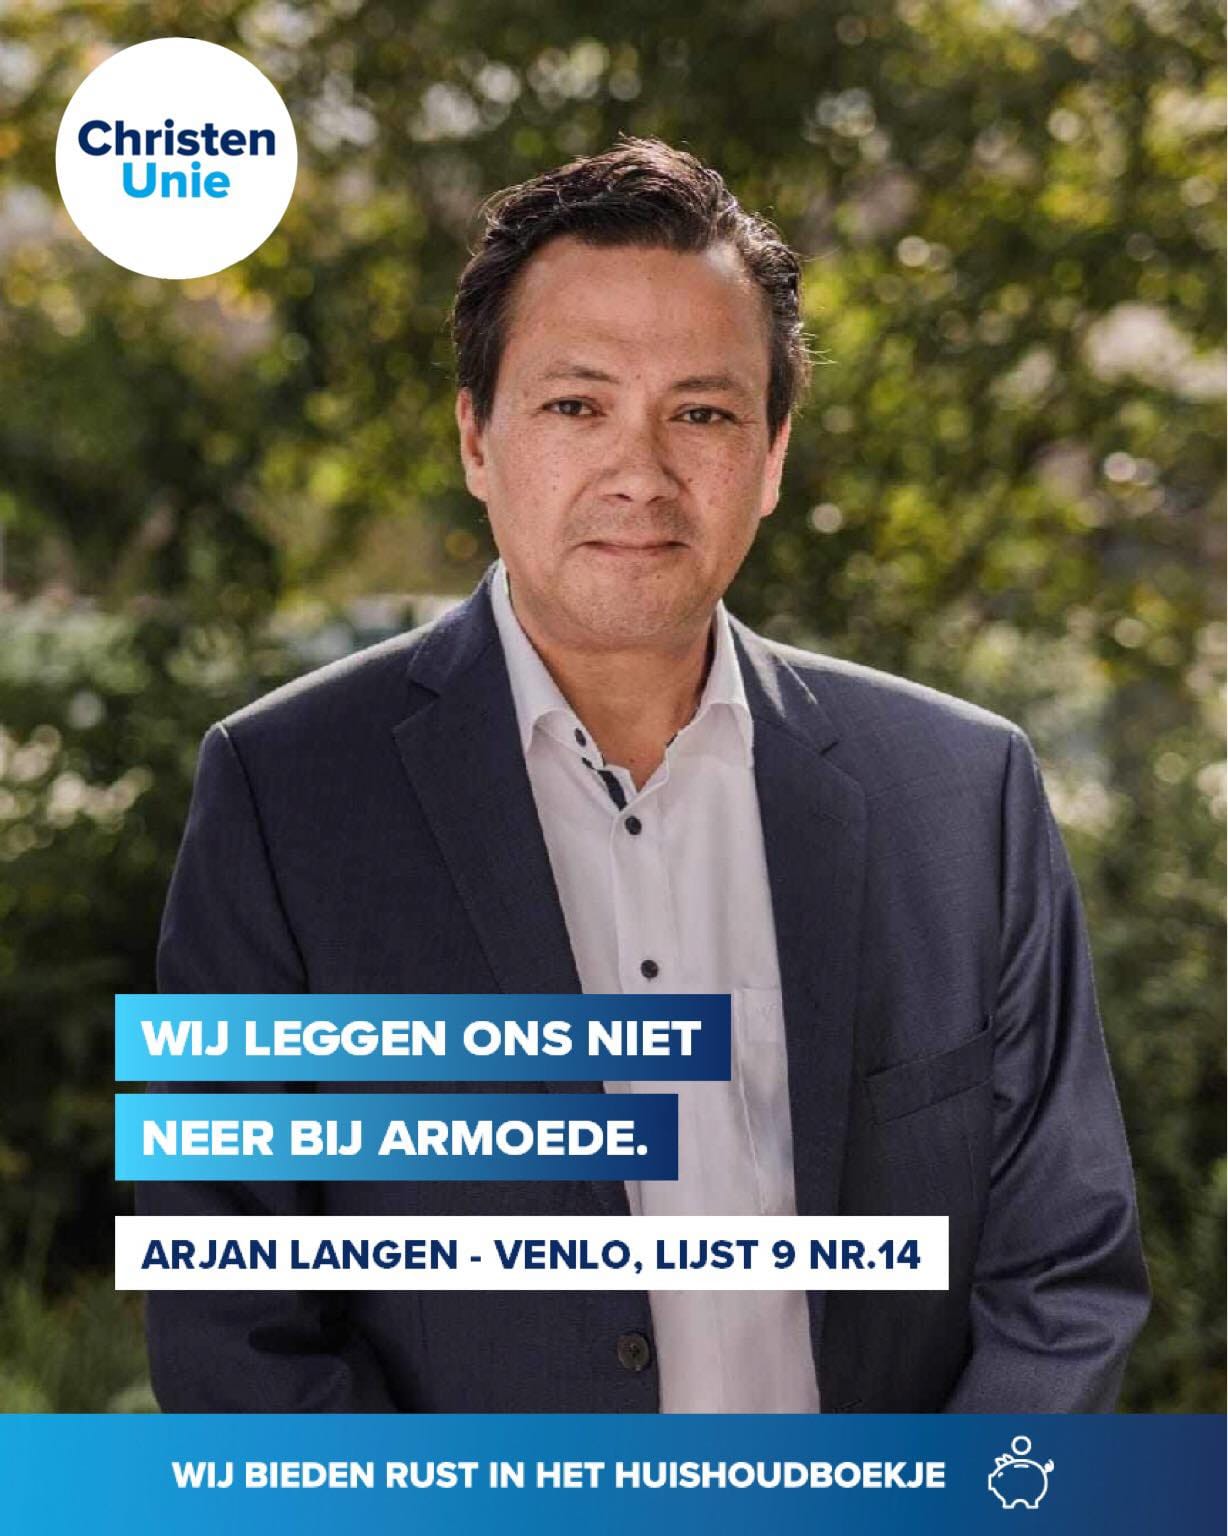 Christen
Unie
WIJ LEGGEN ONS NIET
NEER BIJ ARMOEDE.
ARJAN LANGEN - VENLO, LIJST 9 NR.14
WIJ BIEDEN RUST IN HET HUISHOUDBOEKJE